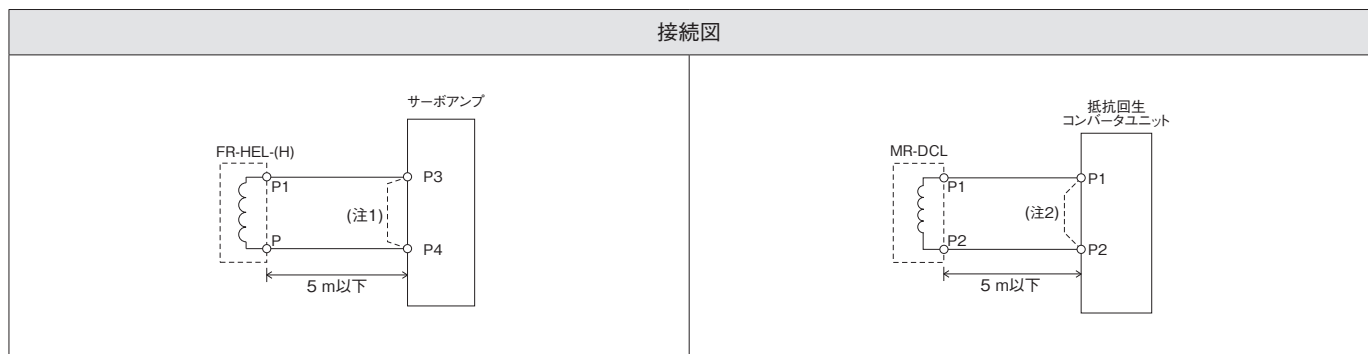 接続図
サーボアンプ
FR-HEL-(H)
P1
P3
(注1)
P
P4
5 m以下
抵抗回生
コンバータユニット
MR-DCL
P1
P1
(注2)
P2
P2
5 m以下